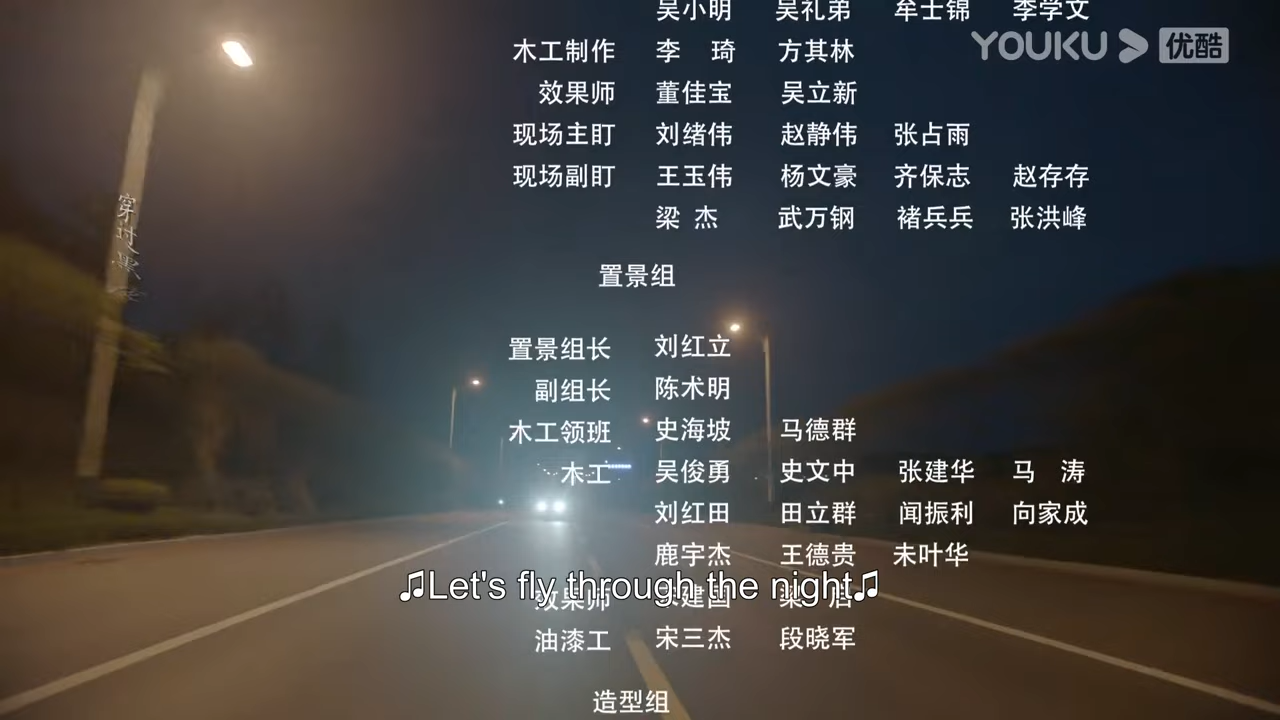 吴小明 吴礼弟 牟士锦 李学文
YOUKU 优酷
木工制作 李 琦 方其林
效果师 董佳宝 吴立新
现场主盯 刘绪伟 赵静伟 张占雨
现场副盯 王玉伟 杨文豪 齐保志 赵存存
梁 杰 武万钢 褚兵兵 张洪峰
穿过黑夜
置景组
置景组长 刘红立
副组长 陈术明
木工领班 史海坡 马德群
木工 吴俊勇 史文中 张建华 马 涛
刘红田 田立群 闻振利 向家成
鹿宇杰 王德贵 未叶华
♫Let's fly through the night♫
效果师 建国
油漆工 宋三杰 段晓军
造型组